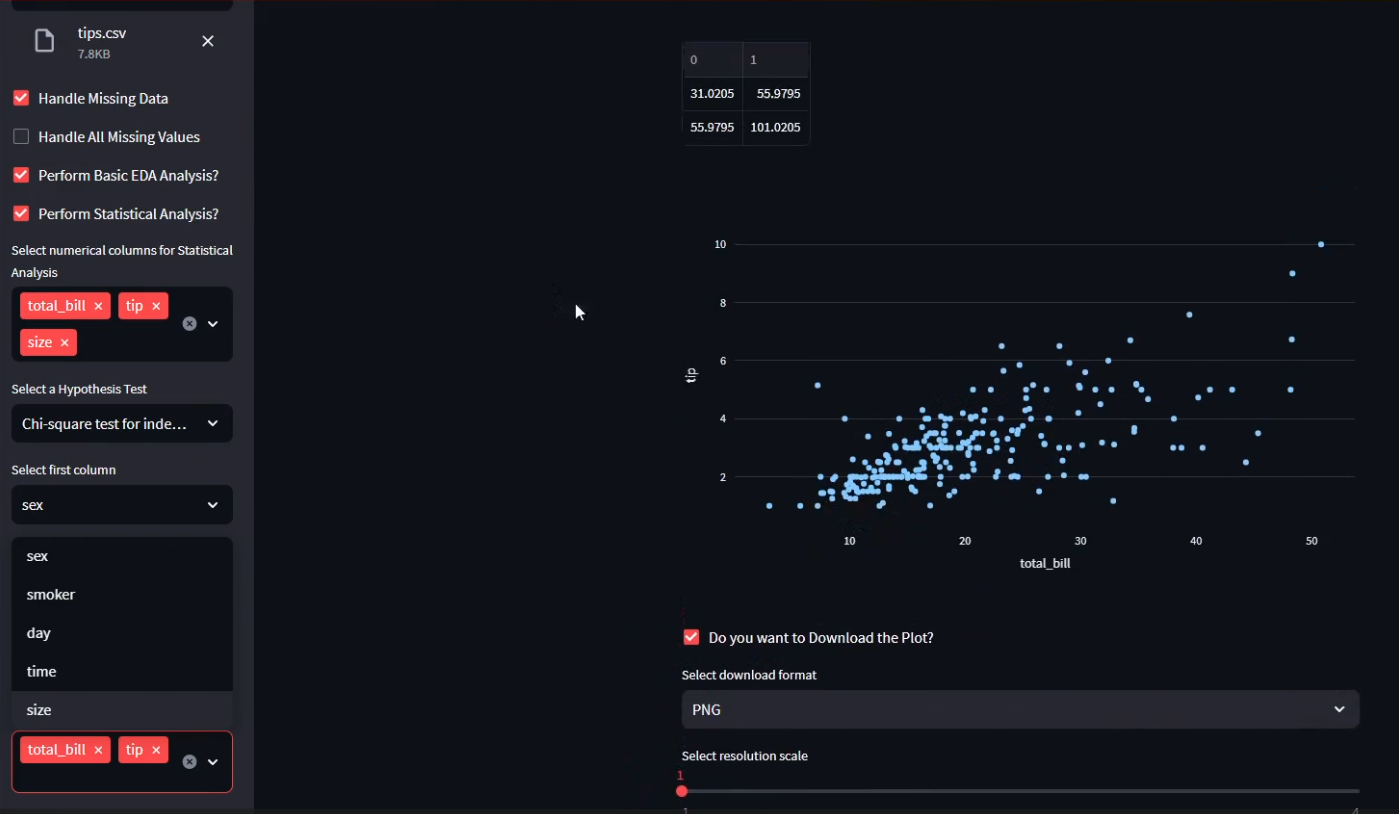 tips.csv
7.8KB
Handle Missing Data
Handle All Missing Values
Perform Basic EDA Analysis?
Perform Statistical Analysis?
Select numerical columns for Statistical
Analysis
total_bill tip
size
Select a Hypothesis Test
Chi-square test for inde...
Select first column
sex
sex
smoker
day
time
size
total_bill tip
0 1
31.0205 55.9795
55.9795 101.0205
10
8
6
4
2
tip
10 20 30 40 50
total_bill
Do you want to Download the Plot?
Select download format
PNG
Select resolution scale
1
1 4